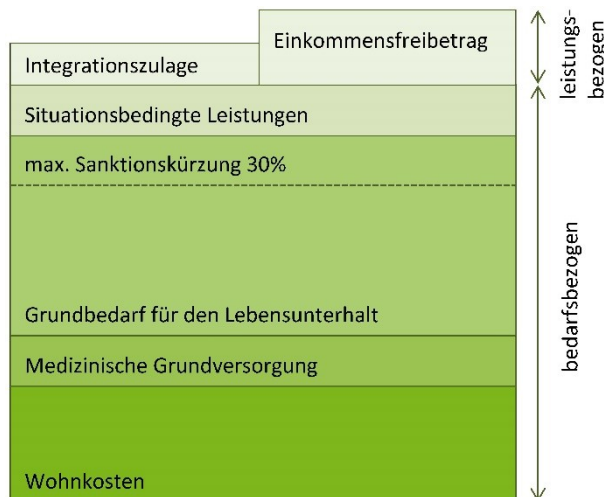 Einkommensfreibetrag
Integrationszulage
Situationsbedingte Leistungen
max. Sanktionskürzung 30%
Grundbedarf für den Lebensunterhalt
Medizinische Grundversorgung
Wohnkosten
leistungs-
bezogen
bedarfsbezogen